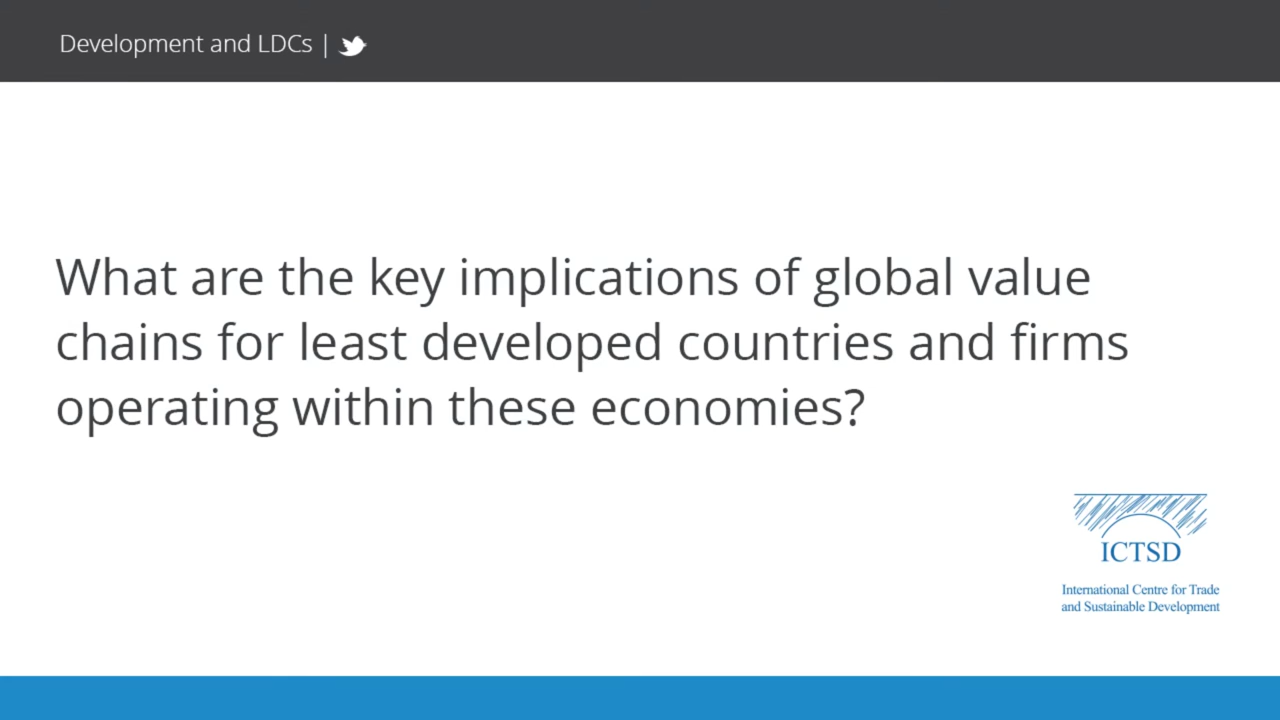 Development and LDCs |
What are the key implications of global value
chains for least developed countries and firms
operating within these economies?
ICTSD
International Centre for Trade
and Sustainable Development